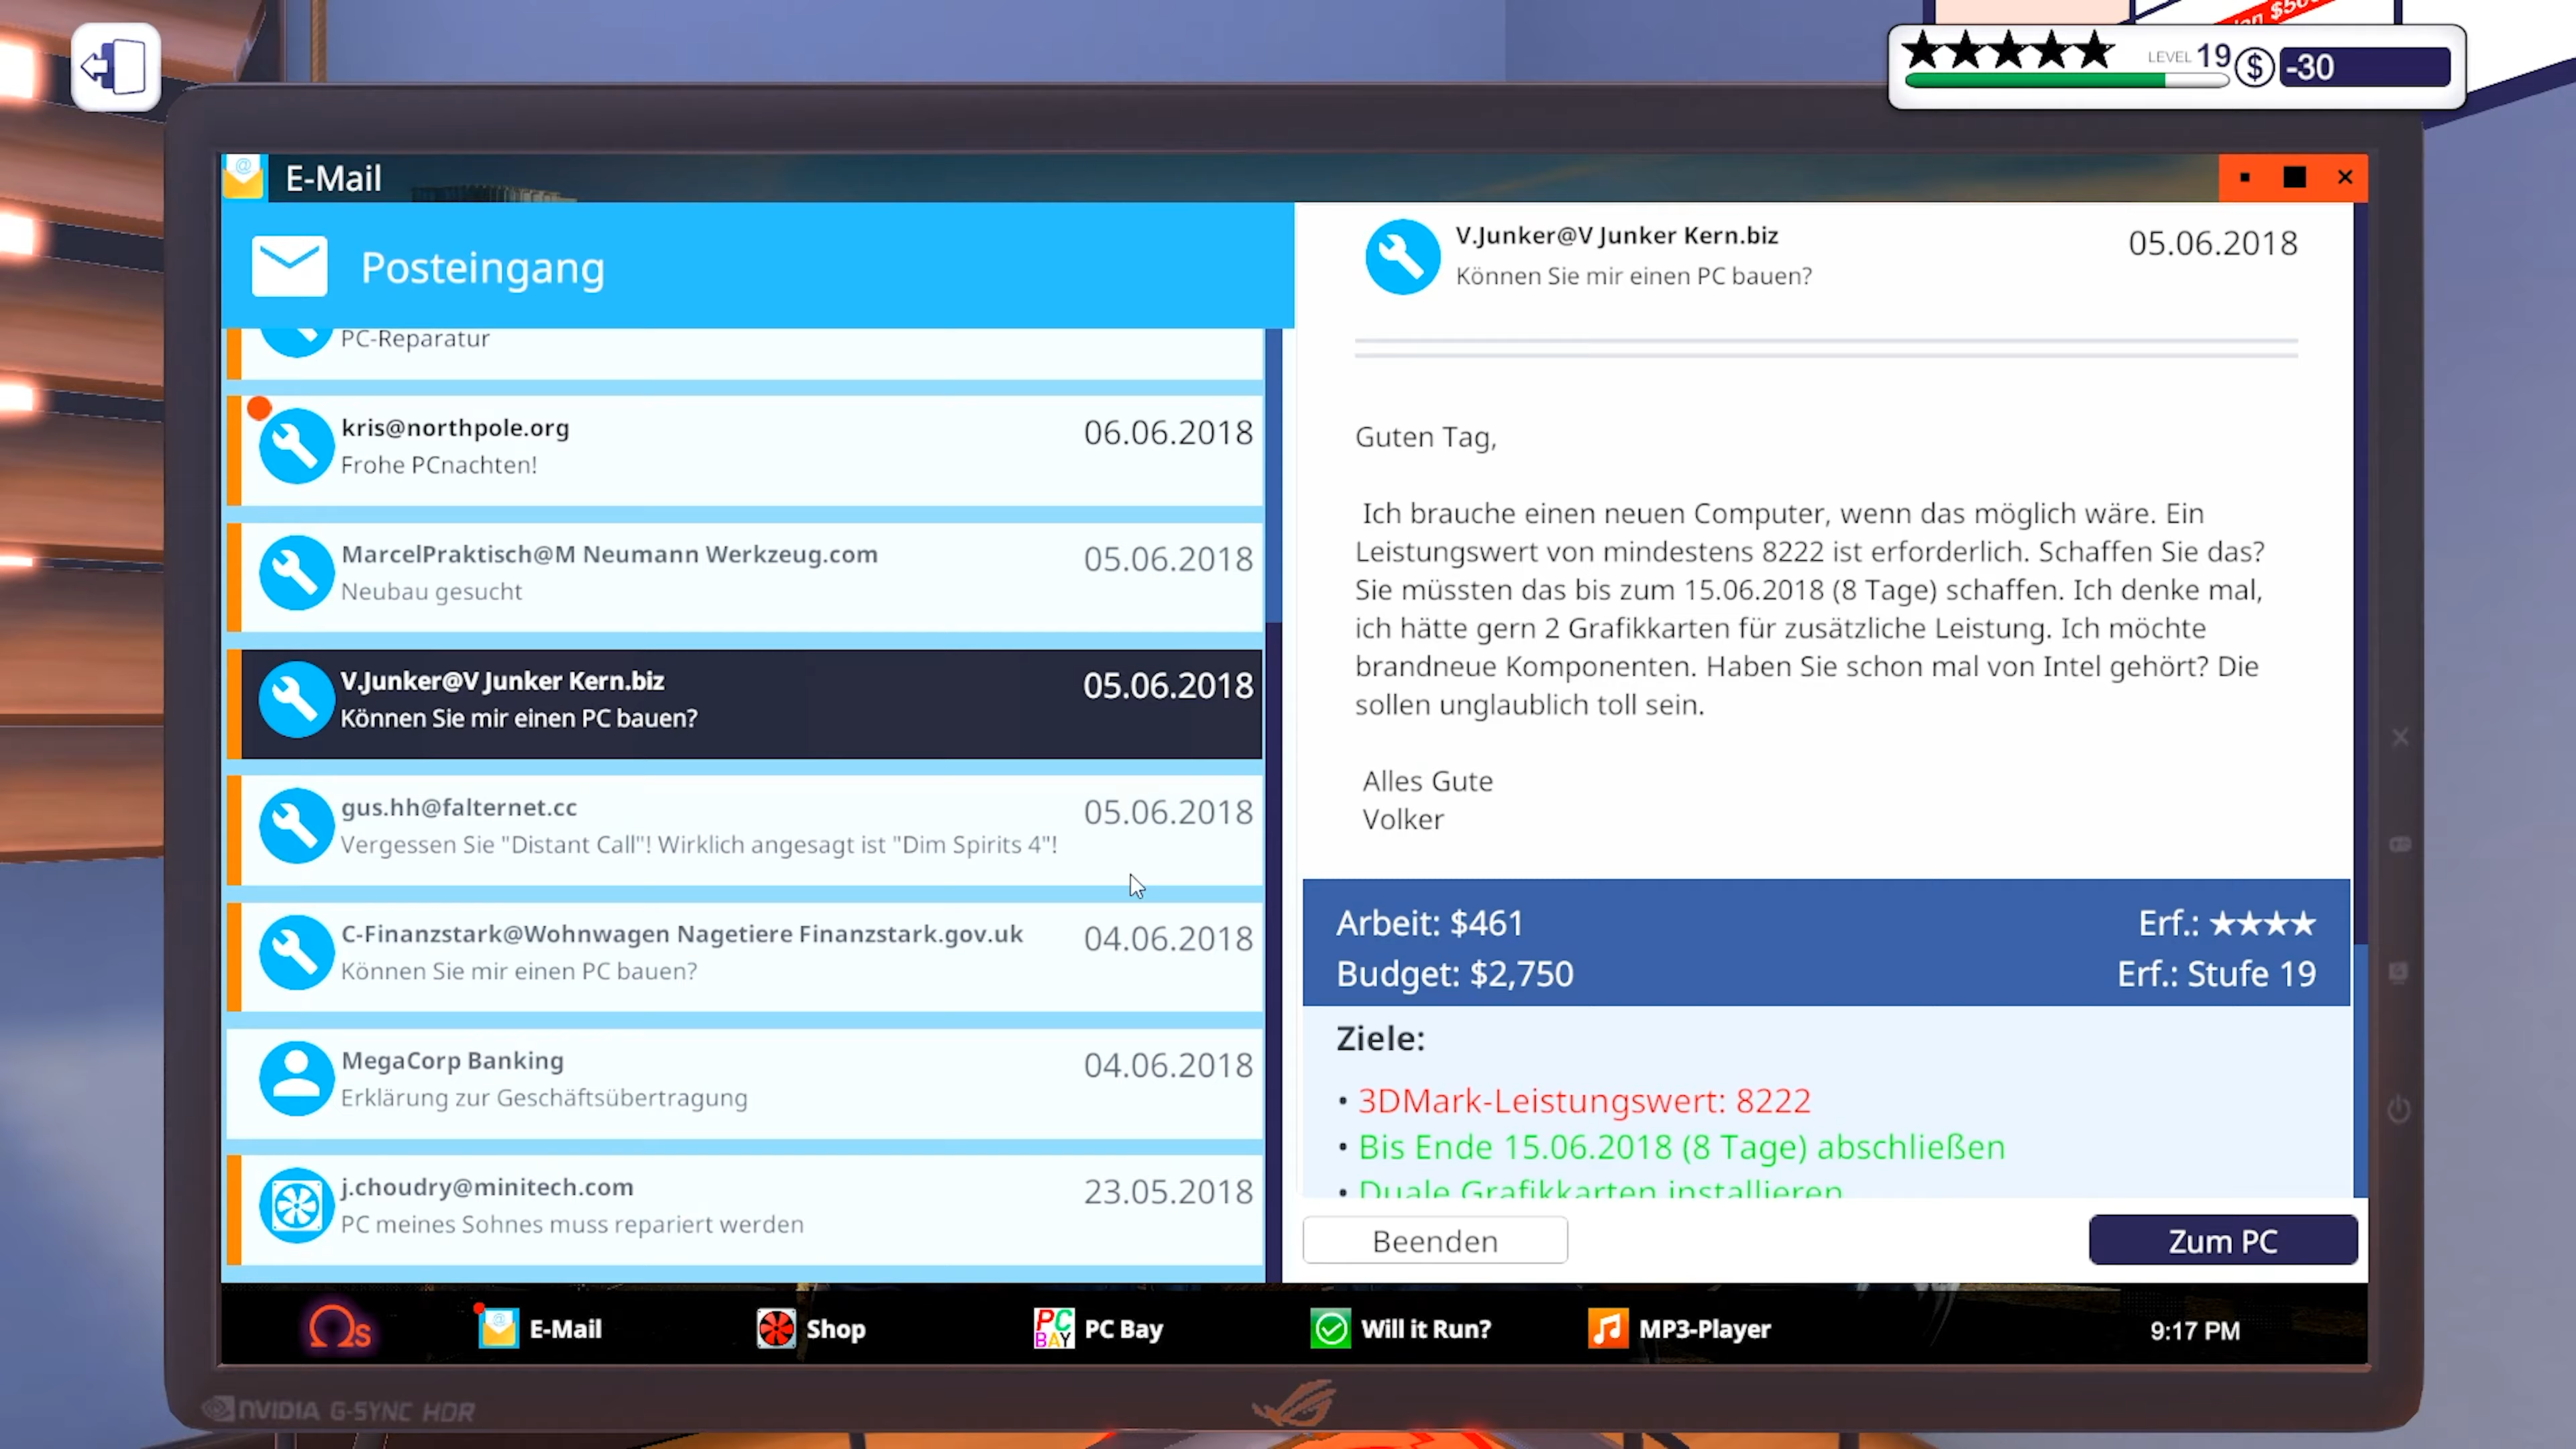 LEVEL 19
$ -30
E-Mail
Posteingang
PC-Reparatur
kris@northpole.org
06.06.2018
Frohe PCnachten!
MarcelPraktisch@M Neumann Werkzeug.com
05.06.2018
Neubau gesucht
V.Junker@V Junker Kern.biz
05.06.2018
Können Sie mir einen PC bauen?
gus.hh@falternet.cc
05.06.2018
Vergessen Sie "Distant Call"! Wirklich angesagt ist "Dim Spirits 4"!
C-Finanzstark@Wohnwagen Nagetiere Finanzstark.gov.uk
04.06.2018
Können Sie mir einen PC bauen?
MegaCorp Banking
04.06.2018
Erklärung zur Geschäftsübertragung
j.choudry@minitech.com
23.05.2018
PC meines Sohnes muss repariert werden
V.Junker@V Junker Kern.biz
05.06.2018
Können Sie mir einen PC bauen?
Guten Tag,
Ich brauche einen neuen Computer, wenn das möglich wäre. Ein
Leistungswert von mindestens 8222 ist erforderlich. Schaffen Sie das?
Sie müssten das bis zum 15.06.2018 (8 Tage) schaffen. Ich denke mal,
ich hätte gern 2 Grafikkarten für zusätzliche Leistung. Ich möchte
brandneue Komponenten. Haben Sie schon mal von Intel gehört? Die
sollen unglaublich toll sein.
Alles Gute
Volker
Arbeit: $461
Erf.: ★★★★
Budget: $2,750
Erf.: Stufe 19
Ziele:
• 3DMark-Leistungswert: 8222
• Bis Ende 15.06.2018 (8 Tage) abschließen
• Duale Grafikkarten installieren
Beenden
Zum PC
Ωs
E-Mail
Shop
PC BAY
PC Bay
Will it Run?
MP3-Player
9:17 PM
NVIDIA G-SYNC HDR